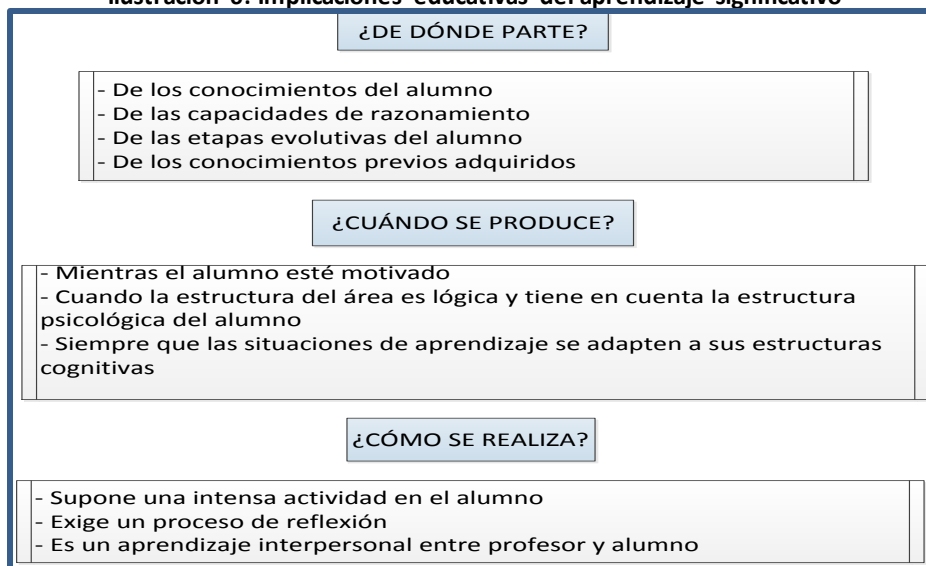 Ilustración 6: Implicaciones educativas del aprendizaje significativo
¿DE DÓNDE PARTE?
- De los conocimientos del alumno
- De las capacidades de razonamiento
- De las etapas evolutivas del alumno
- De los conocimientos previos adquiridos
¿CUÁNDO SE PRODUCE?
- Mientras el alumno esté motivado
- Cuando la estructura del área es lógica y tiene en cuenta la estructura
psicológica del alumno
- Siempre que las situaciones de aprendizaje se adapten a sus estructuras
cognitivas
¿CÓMO SE REALIZA?
- Supone una intensa actividad en el alumno
- Exige un proceso de reflexión
- Es un aprendizaje interpersonal entre profesor y alumno